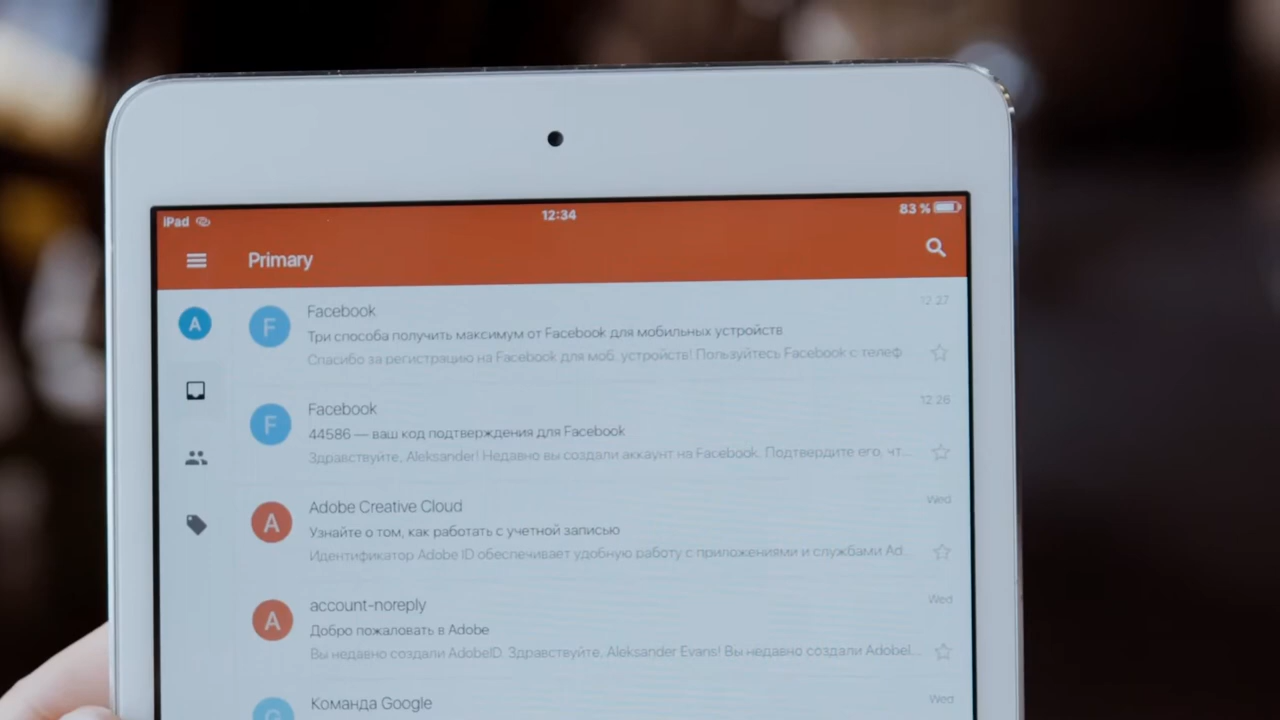 iPad
12:34
83 %
Primary
A
F
Facebook
12:27
Три способа получить максимум от Facebook для мобильных устройств
Спасибо за регистрацию на Facebook для моб. устройств! Пользуйтесь Facebook с телеф
F
Facebook
12:26
44586 — ваш код подтверждения для Facebook
Здравствуйте, Aleksander! Недавно вы создали аккаунт на Facebook. Подтвердите его, чт...
A
Adobe Creative Cloud
Wed
Узнайте о том, как работать с учетной записью
Идентификатор Adobe ID обеспечивает удобную работу с приложениями и службами Ad..
A
account-noreply
Wed
Добро пожаловать в Adobe
Вы недавно создали AdobeID. Здравствуйте, Aleksander Evans! Вы недавно создали Adobel...
Команда Google
Wed